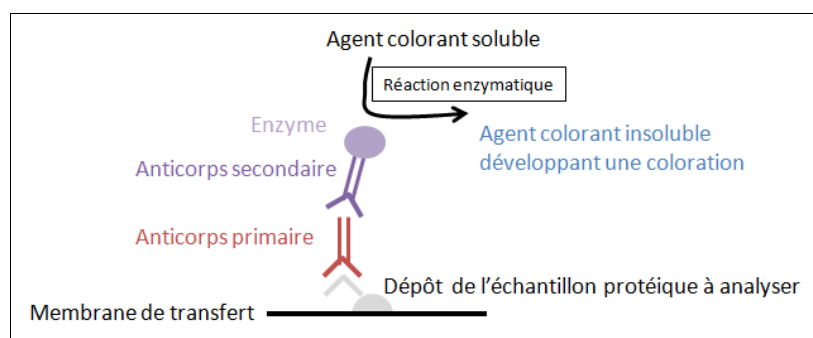 Agent colorant soluble
Réaction enzymatique
Enzyme
Agent colorant insoluble
développant une coloration
Anticorps secondaire
Anticorps primaire
Dépôt de l'échantillon protéique à analyser
Membrane de transfert